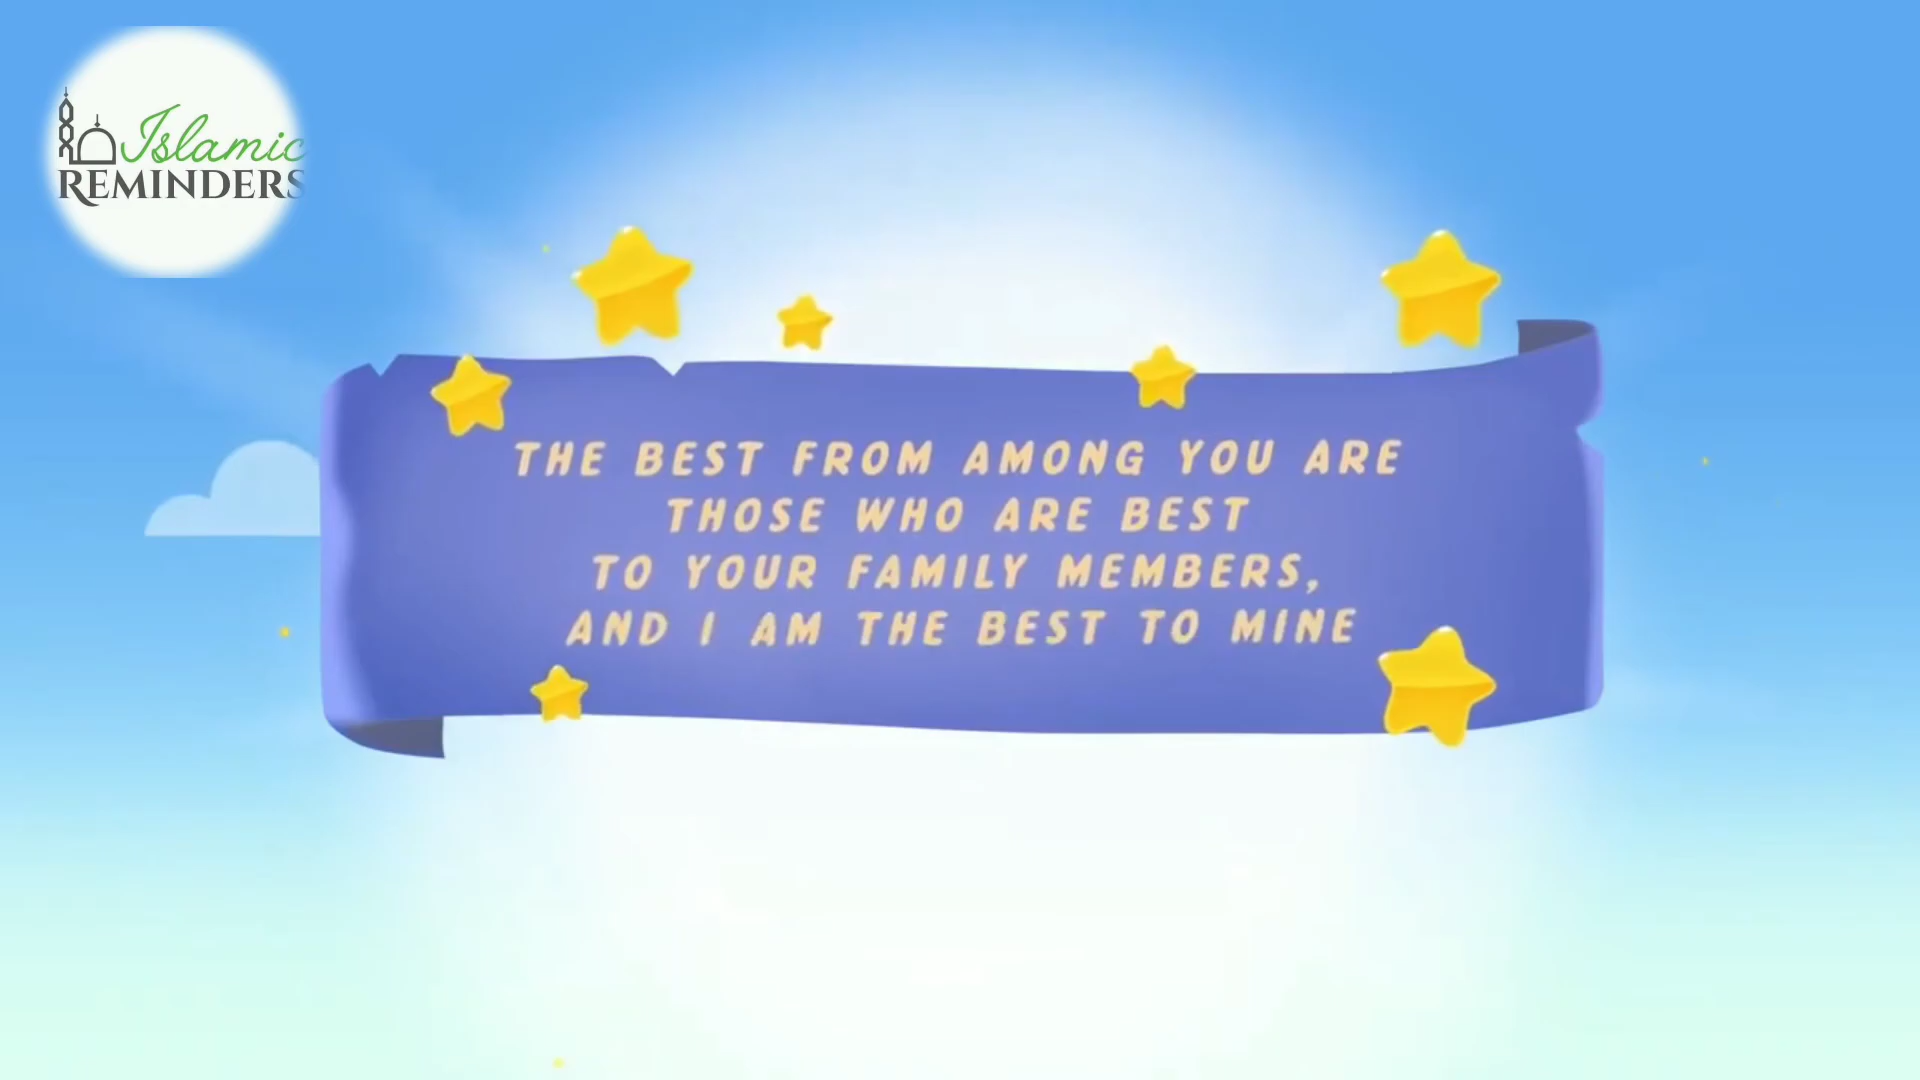 Islamic
REMINDERS
THE BEST FROM AMONG YOU ARE
THOSE WHO ARE BEST
TO YOUR FAMILY MEMBERS,
AND I AM THE BEST TO MINE